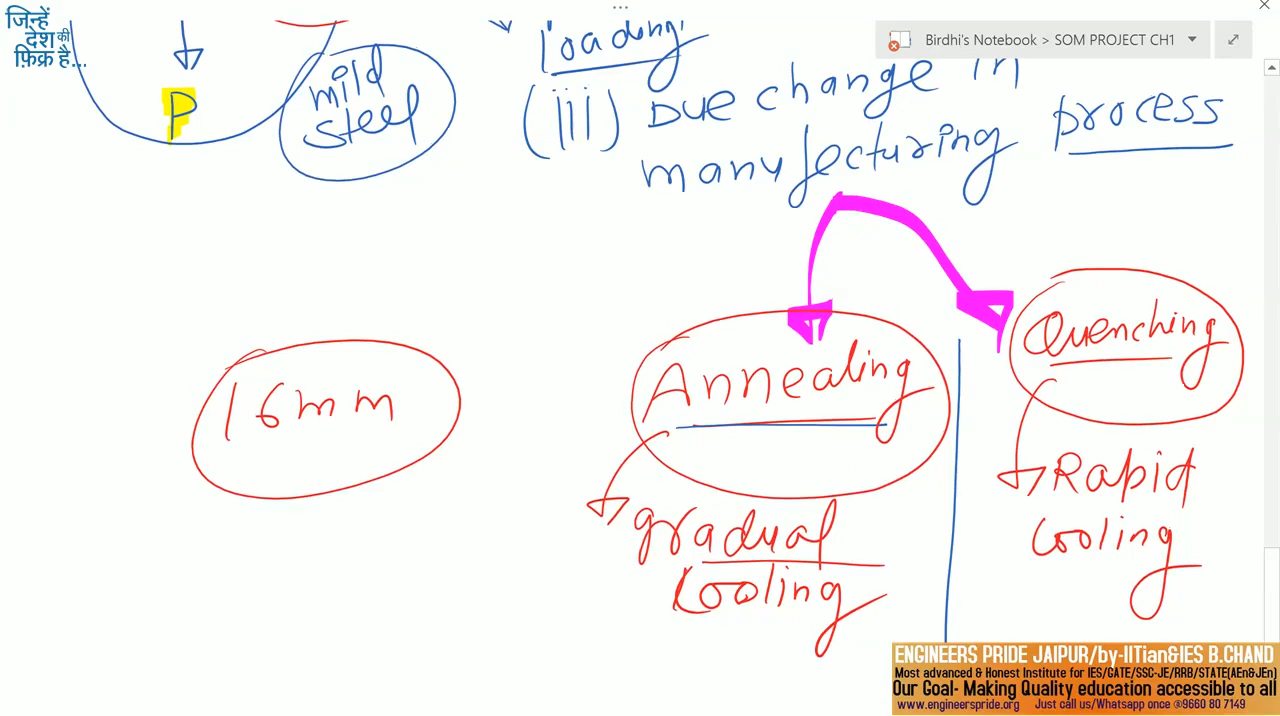 जिन्हें
देश की
फ़िक्र है...
Birdhi's Notebook > SOM PROJECT CH1
P
mild
steel
loading.
(iii) Due change in
manufecturing process
16mm
Annealing
gradual
cooling
Quenching
Rapid
cooling
ENGINEERS PRIDE JAIPUR/by-IITian&IES B.CHAND
Most advanced & Honest Institute for IES/GATE/SSC-JE/RRB/STATE(AEn&JEn)
Our Goal- Making Quality education accessible to all
www.engineerspride.org Just call us/Whatsapp once @9660 80 7149